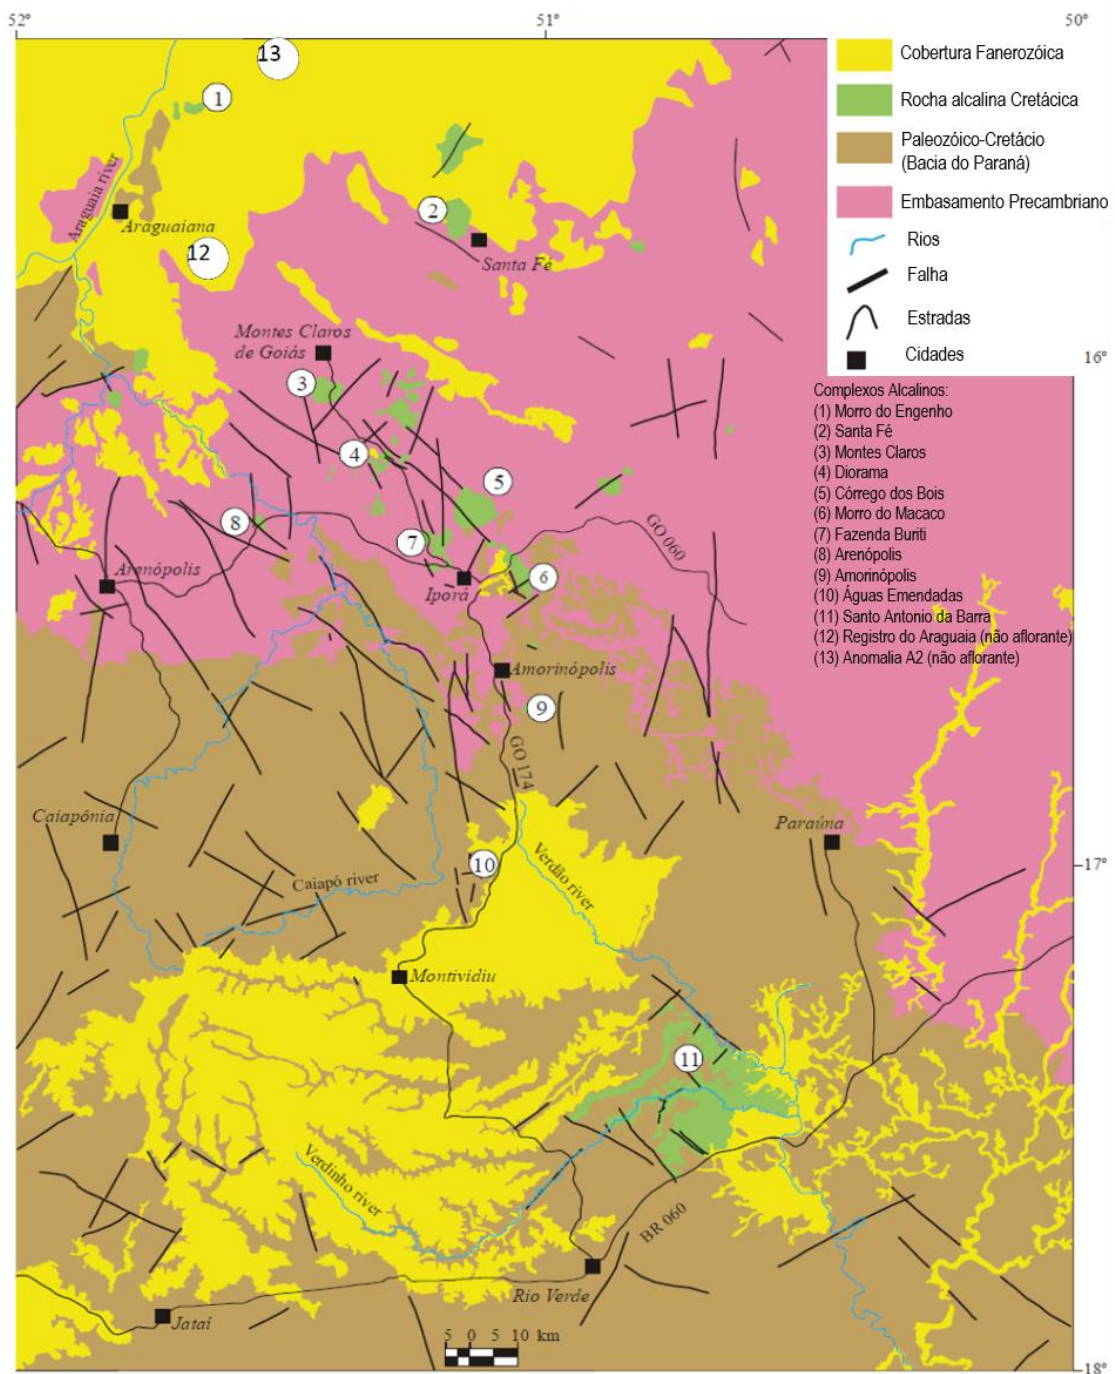 52°
51°
50°
13
Cobertura Fanerozóica
1
Rocha alcalina Cretácica
Paleozóico-Cretácio
(Bacia do Paraná)
Araguaia river
Embasamento Precambriano
2
Araguaiana
Santa Fé
12
Rios
Falha
Estradas
Montes Claros
de Goiás
Cidades
16°
3
Complexos Alcalinos:
(1) Morro do Engenho
(2) Santa Fé
(3) Montes Claros
(4) Diorama
(5) Córrego dos Bois
(6) Morro do Macaco
(7) Fazenda Buriti
(8) Arenópolis
(9) Amorinópolis
(10) Águas Emendadas
(11) Santo Antonio da Barra
(12) Registro do Araguaia (não aflorante)
(13) Anomalia A2 (não aflorante)
4
5
8
7
GO 060
Arenópolis
Iporá
6
Amorinópolis
9
GO 174
Caiapônia
Paraúna
10
17°
Verdão river
Caiapó river
Montividiu
11
Verdinho river
BR 060
Rio Verde
Jataí
5 0 5 10 km
18°